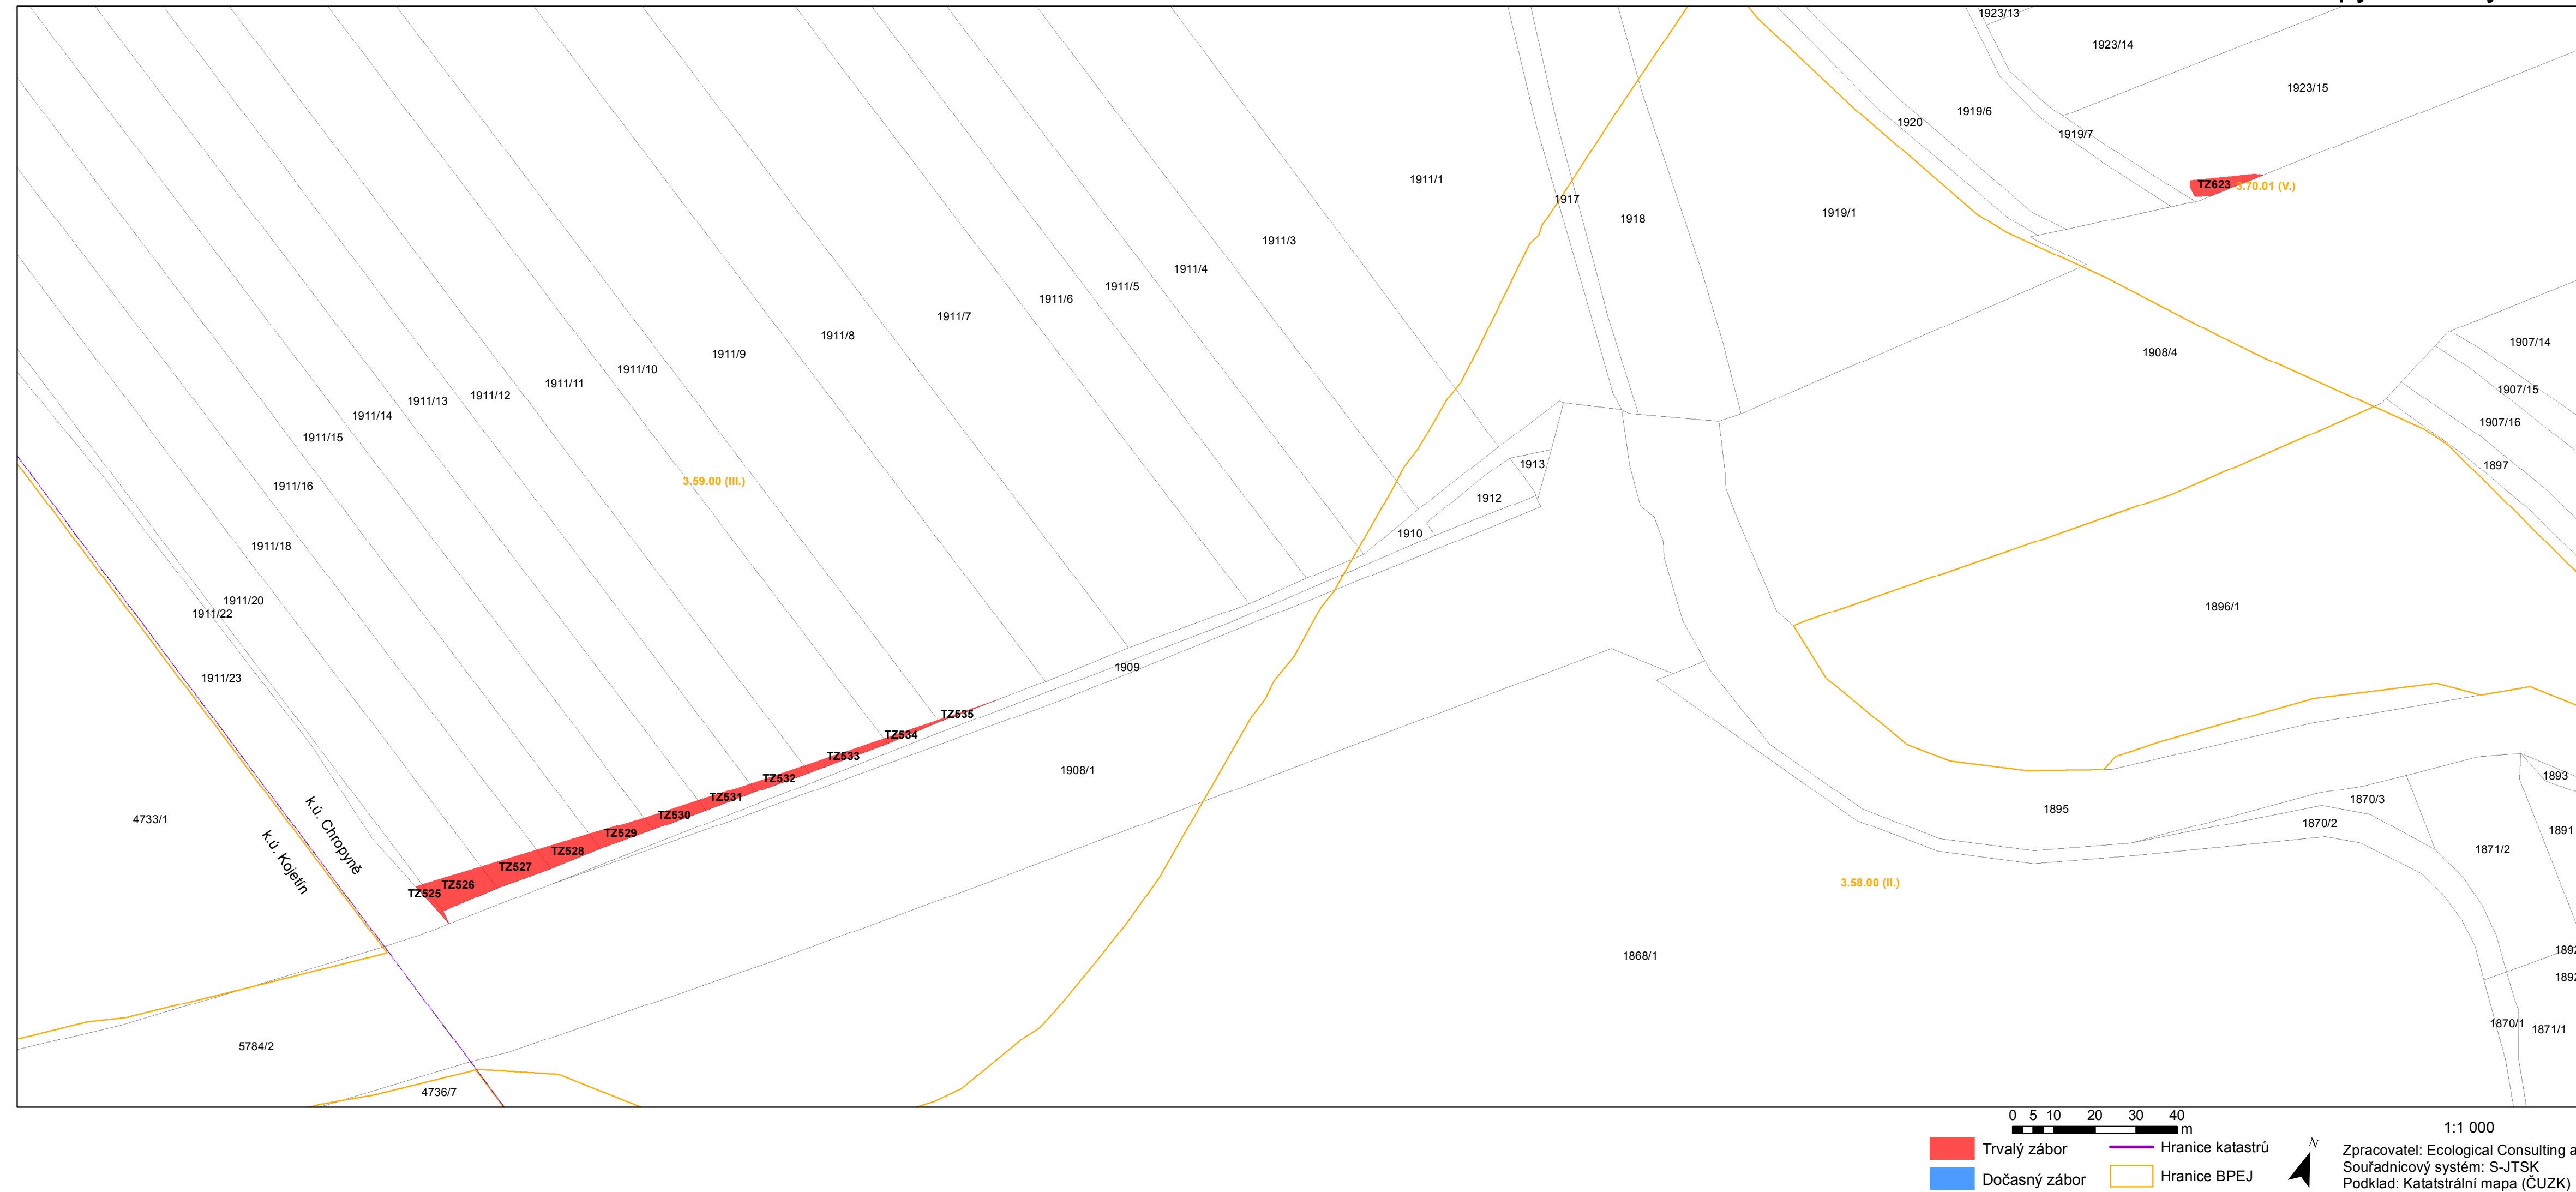 1923/13
1923/14
1923/15
1919/6
1920
1919/7
1911/1
TZ623
3.70.01 (V.)
1917
1918
1919/1
1911/3
1911/4
1911/5
1911/6
1911/7
1911/8
1907/14
1908/4
1911/9
1911/10
1911/11
1907/15
1911/12
1911/13
1911/14
1907/16
1911/15
1913
1897
3.59.00 (III.)
1911/16
1912
1910
1911/18
1911/20
1896/1
1911/22
1909
1911/23
TZ535
TZ534
TZ533
1908/1
1893
TZ532
TZ531
1870/3
1895
TZ530
4733/1
1870/2
1891
TZ529
k.ú. Chropyně
TZ528
1871/2
k.ú. Kojetín
TZ527
TZ526
3.58.00 (II.)
TZ525
1868/1
1870/1
1871/1
5784/2
4736/7
0 5 10 20 30 40
m
1:1 000
Trvalý zábor
Dočasný zábor
Hranice katastrů
Hranice BPEJ
N
Zpracovatel: Ecological Consulting
Souřadnicový systém: S-JTSK
Podklad: Katatstrální mapa (ČUZK)